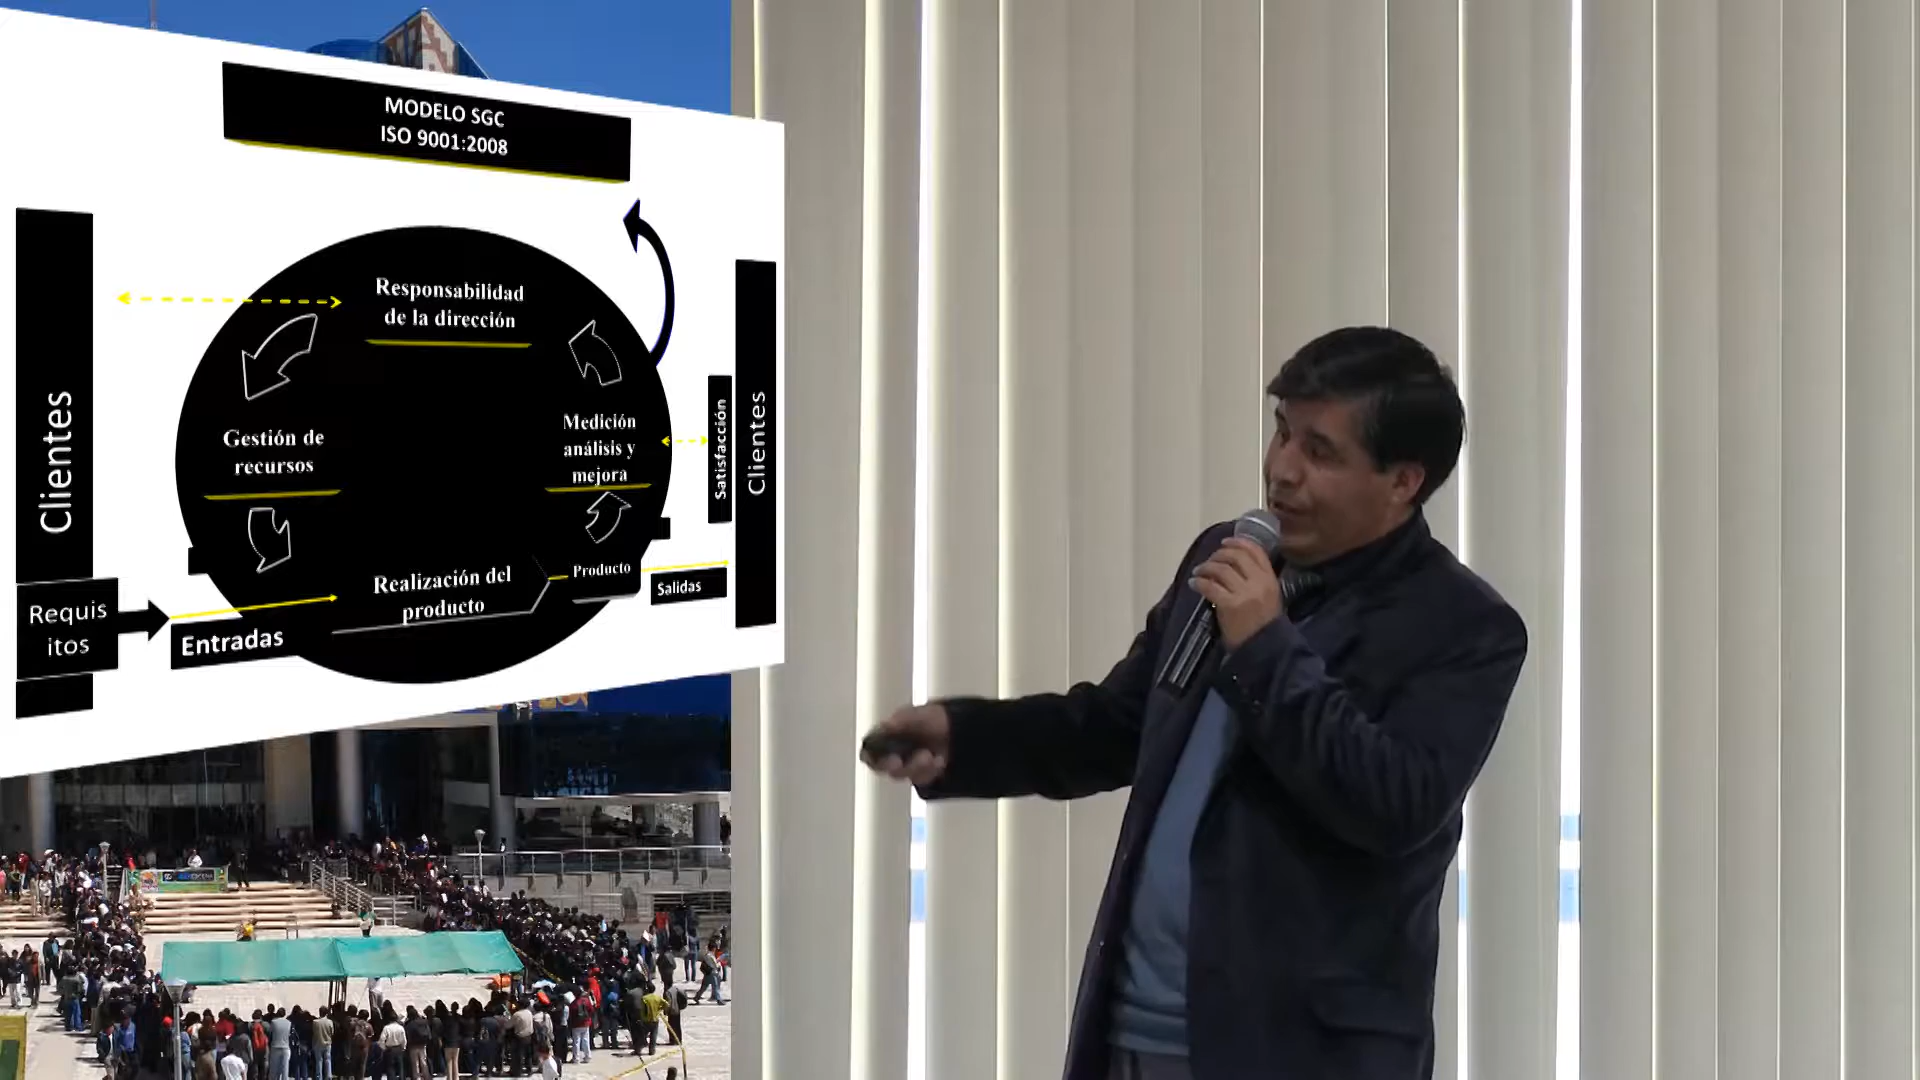 MODELO SGC
ISO 9001:2008
Responsabilidad
de la dirección
Gestión de
recursos
Medición
análisis y
mejora
Realización del
producto
Producto
Clientes
Requis
itos
Entradas
Salidas
Satisfacción
Clientes